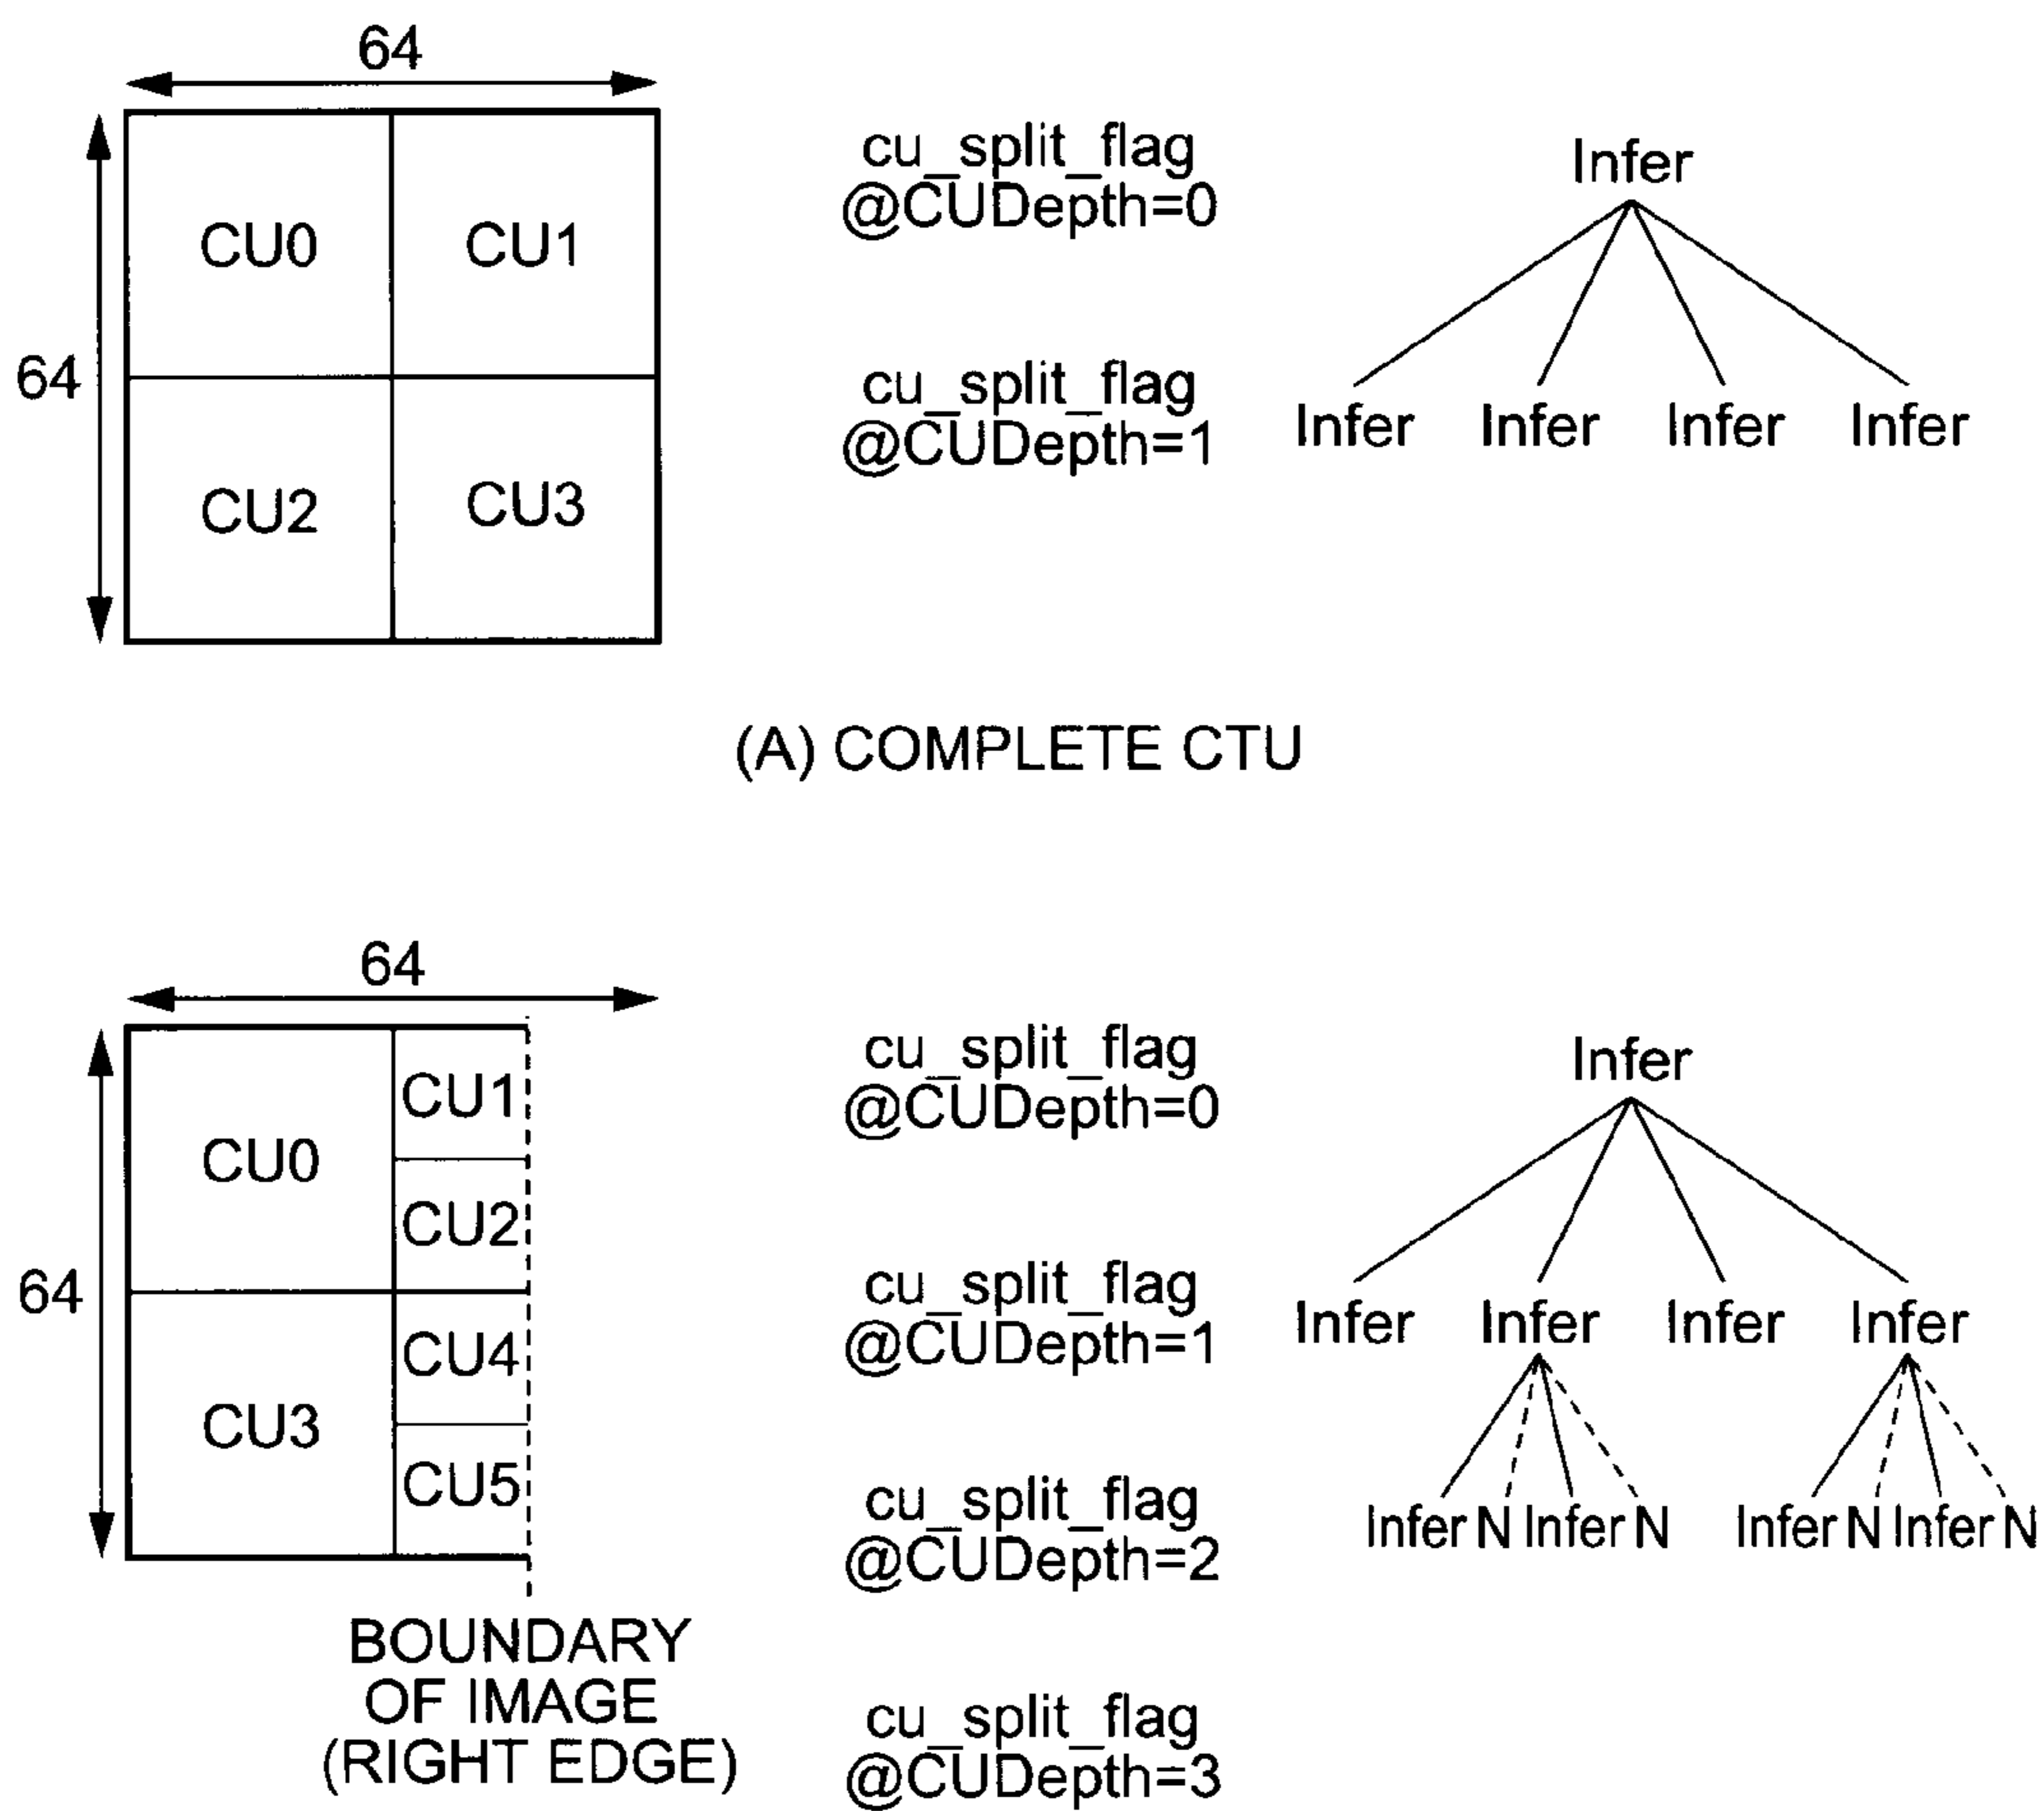 64
64
CU0 CU1
CU2 CU3
cu_split_flag
@CUDepth=0
cu_split_flag
@CUDepth=1
Infer
Infer Infer Infer Infer
(A) COMPLETE CTU
64
64
CU0
CU1
CU2
CU3
CU4
CU5
BOUNDARY
OF IMAGE
(RIGHT EDGE)
cu_split_flag
@CUDepth=0
cu_split_flag
@CUDepth=1
cu_split_flag
@CUDepth=2
cu_split_flag
@CUDepth=3
Infer
Infer Infer Infer Infer
Infer N Infer N Infer N Infer N